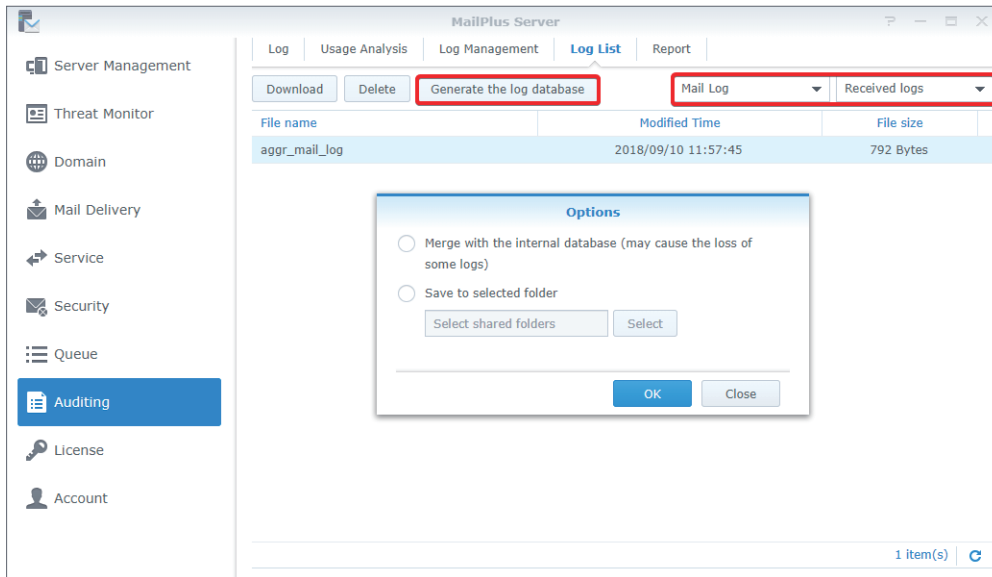 MailPlus Server
Server Management
Threat Monitor
Domain
Mail Delivery
Service
Security
Queue
Auditing
License
Account
Log Usage Analysis Log Management Log List Report
Download Delete Generate the log database Mail Log Received logs
File name Modified Time File size
aggr_mail_log 2018/09/10 11:57:45 792 Bytes
Options
Merge with the internal database (may cause the loss of
some logs)
Save to selected folder
Select shared folders Select
OK Close
1 item(s)